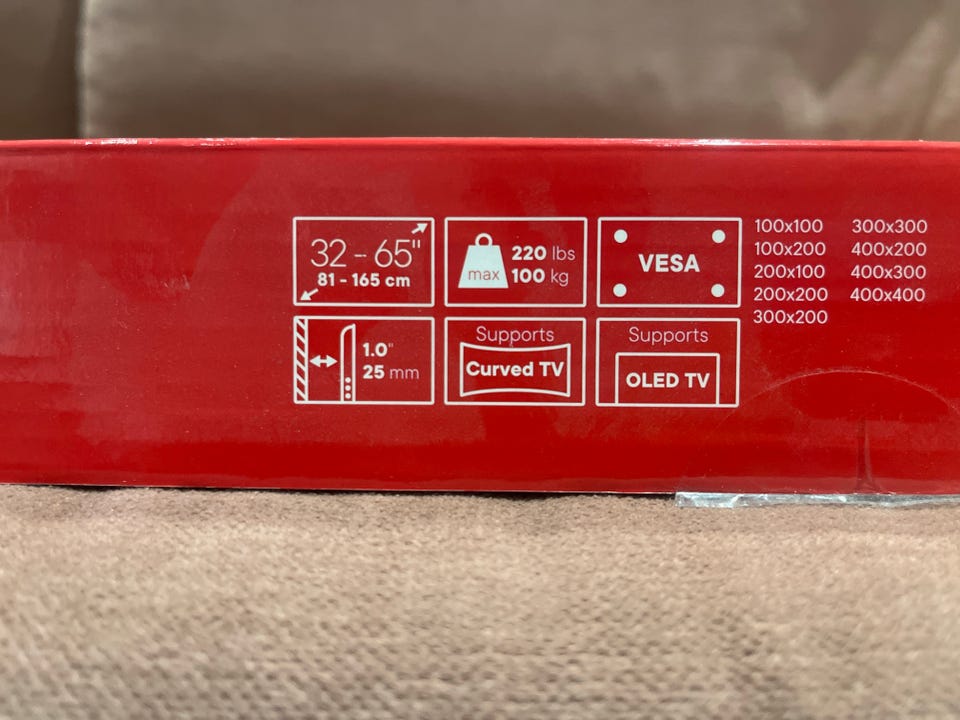 32 - 65"
81 - 165 cm
220 lbs
max 100 kg
VESA
100x100
100x200
200x100
200x200
300x200
300x300
400x200
400x300
400x400
1.0"
25 mm
Supports
Curved TV
Supports
OLED TV